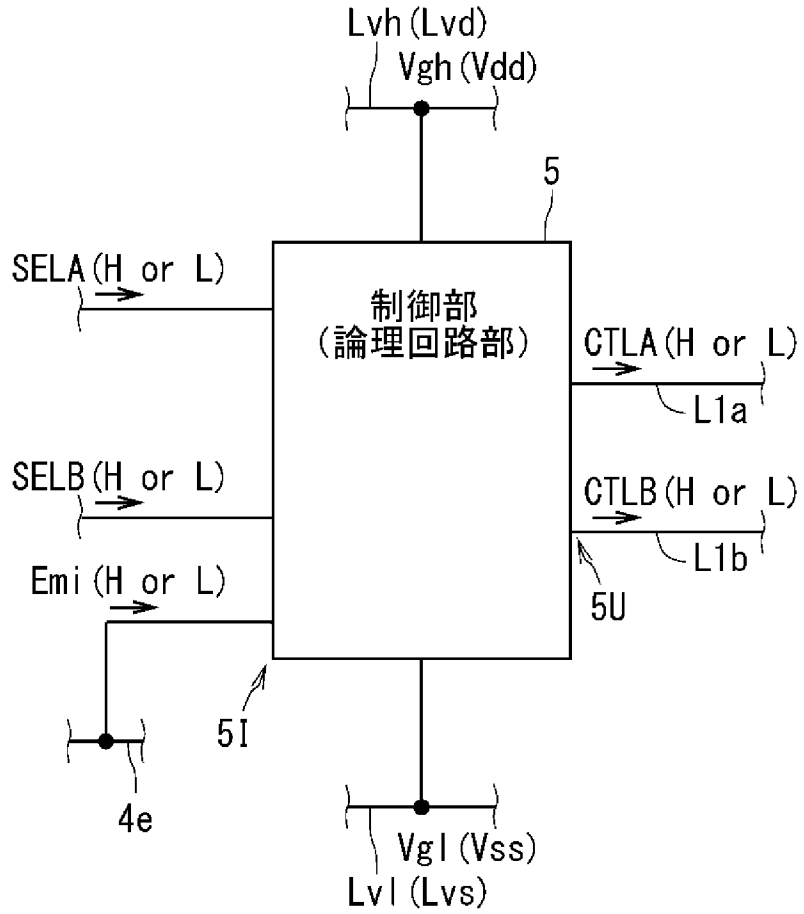 Lvh(Lvd)
Vgh(Vdd)
5
SELA(H or L)
制御部
(論理回路部)
CTLA(H or L)
L1a
SELB(H or L)
CTLB(H or L)
L1b
Emi(H or L)
5U
5I
4e
Vgl(Vss)
Lvl(Lvs)